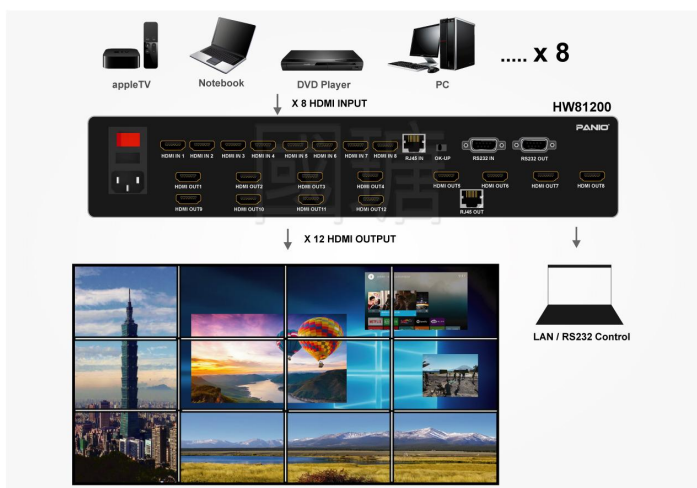 appleTV
Notebook
DVD Player
PC
..... x 8
X 8 HDMI INPUT
HW81200
PANIO
HDMI IN 1 HDMI IN 2 HDMI IN 3 HDMI IN 4 HDMI IN 5 HDMI IN 6 HDMI IN 7 HDMI IN 8 RJ45 IN OK-UP RS232 IN RS232 OUT
HDMI OUT1 HDMI OUT2 HDMI OUT3 HDMI OUT4 HDMI OUT5 HDMI OUT6 HDMI OUT7 HDMI OUT8
HDMI OUT9 HDMI OUT10 HDMI OUT11 HDMI OUT12 RJ45 OUT
國琣
X 12 HDMI OUTPUT
LAN / RS232 Control